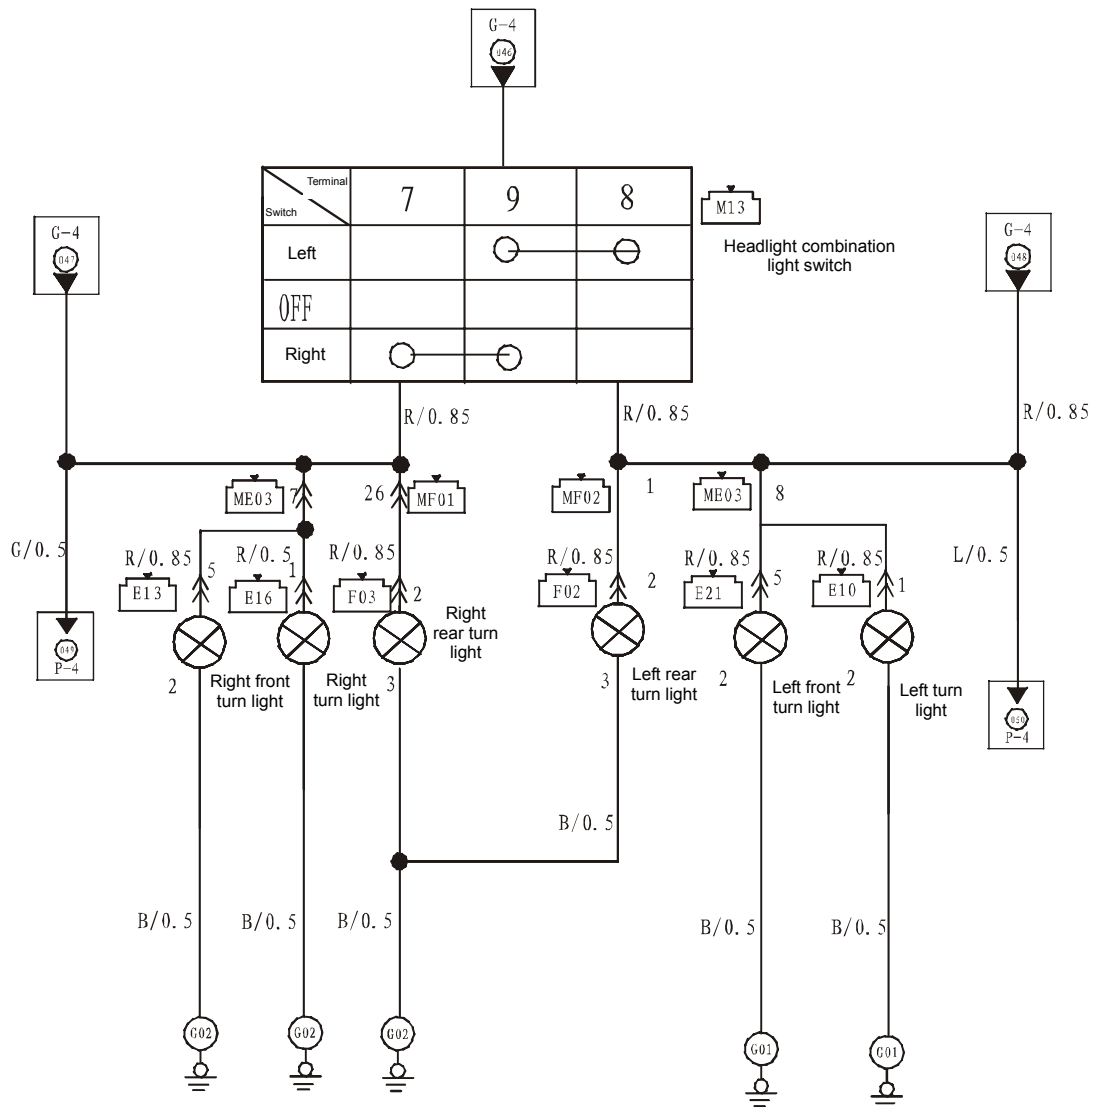 G-4
046
Terminal
Switch
7
9
8
M13
Left
Headlight combination
light switch
OFF
Right
G-4
047
G-4
048
R/0.85
R/0.85
R/0.85
ME03
7
26
MF01
MF02
1
ME03
8
G/0.5
R/0.85
5
R/0.5
1
R/0.85
R/0.85
2
R/0.85
5
R/0.85
1
L/0.5
E13
E16
F03
2
F02
E21
E10
Right
rear turn
light
049
P-4
2
Right front
turn light
Right
turn light
3
3
Left rear
turn light
2
Left front
turn light
2
Left turn
light
050
P-4
B/0.5
B/0.5
B/0.5
B/0.5
B/0.5
B/0.5
G02
G02
G02
G01
G01